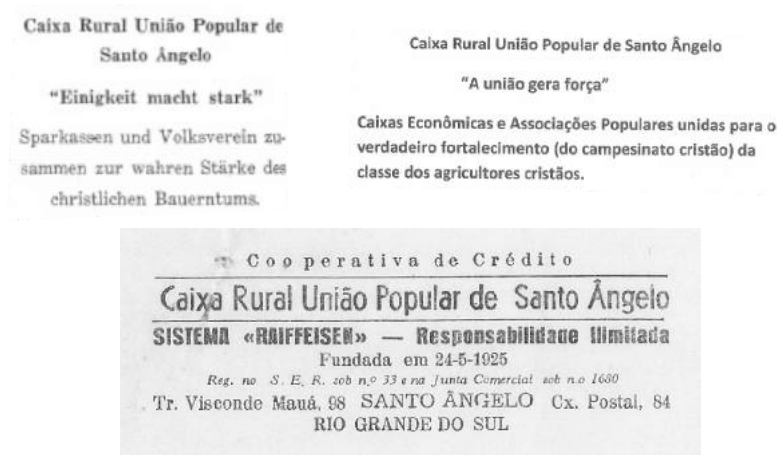 Caixa Rural União Popular de
Santo Ângelo
"Einigkeit macht stark"
Sparkassen und Volksverein zu-
sammen zur wahren Stärke des
christlichen Bauerntums.
Caixa Rural União Popular de Santo Ângelo
"A união gera força"
Caixas Econômicas e Associações Populares unidas para o
verdadeiro fortalecimento (do campesinato cristão) da
classe dos agricultores cristãos.
Cooperativa de Crédito
Caixa Rural União Popular de Santo Ângelo
SISTEMA «RAIFFEISEN» — Responsabilidade Ilimitada
Fundada em 24-5-1925
Reg. no S. E. R. sob n.º 33 e na Junta Comercial sob n.o 1680
Tr. Visconde Mauá, 98 SANTO ÂNGELO Cx. Postal, 84
RIO GRANDE DO SUL